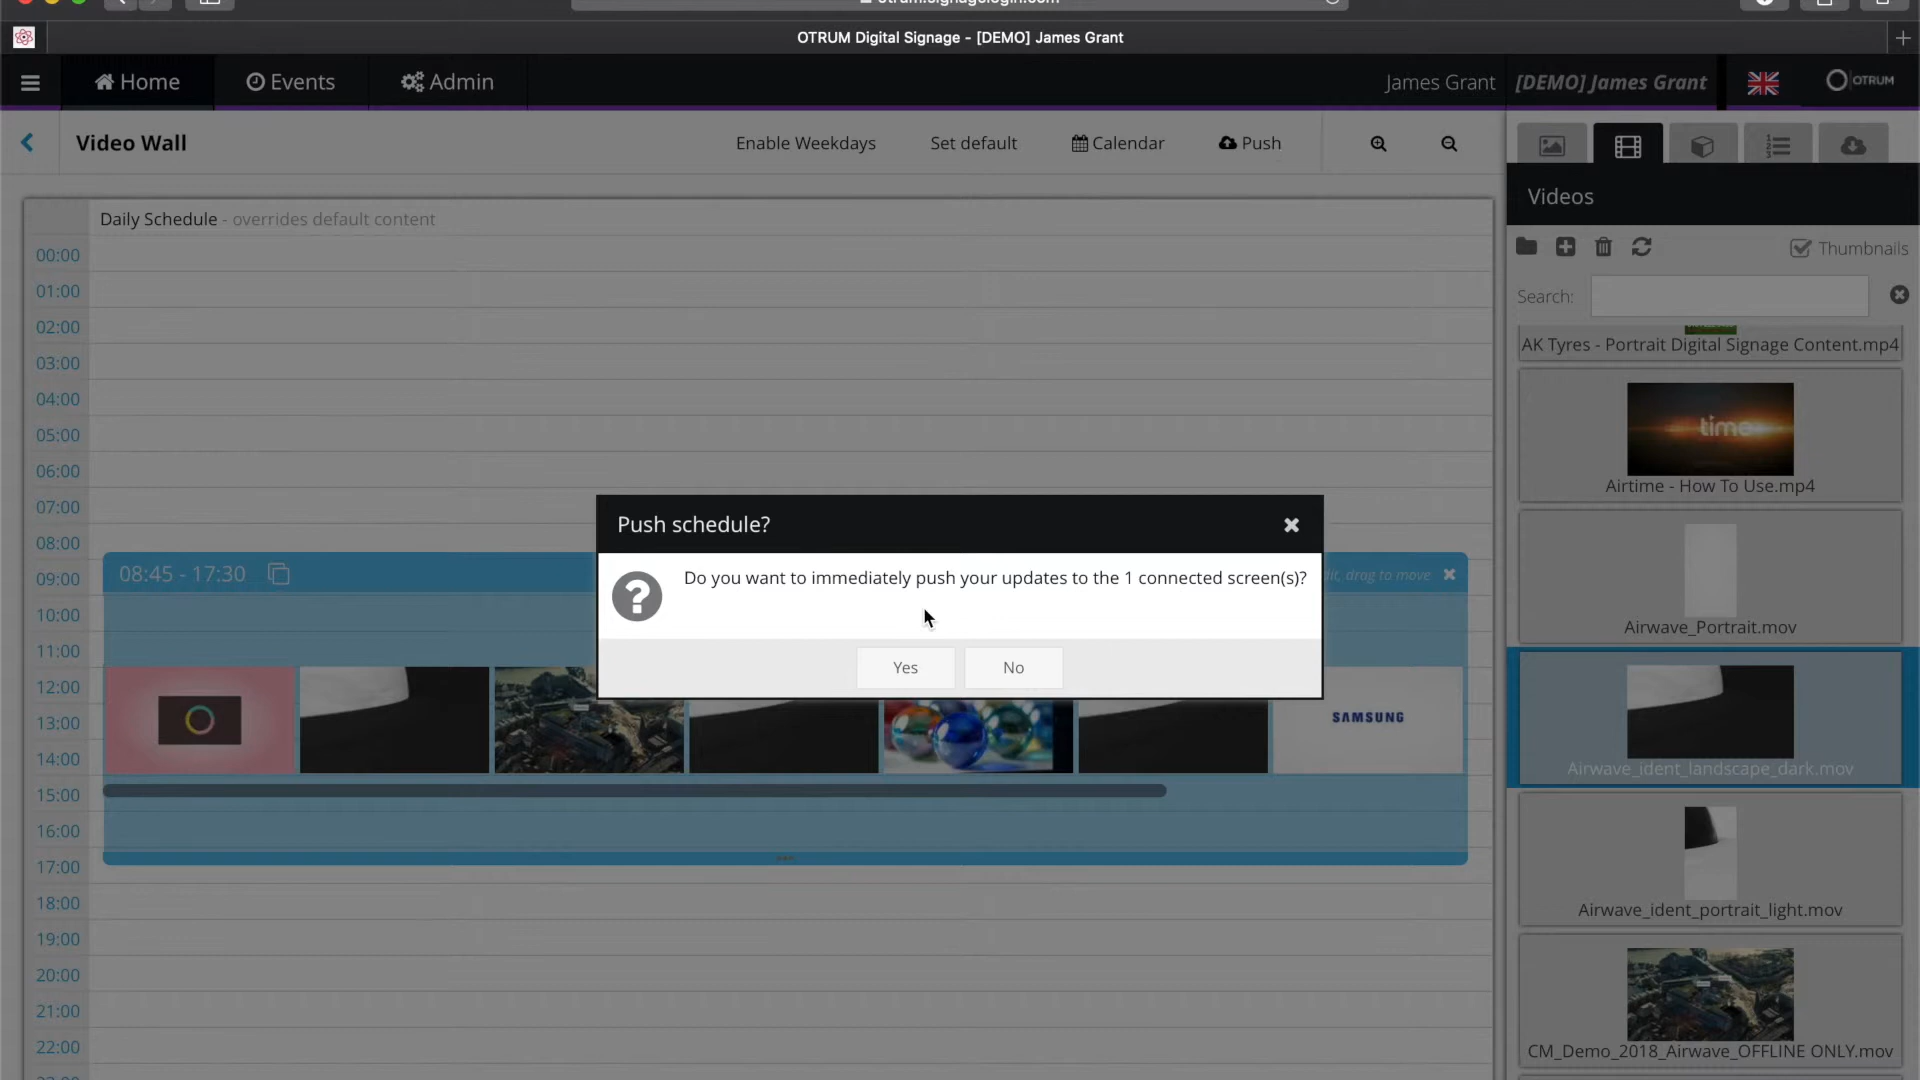 OTRUM Digital Signage - [DEMO] James Grant
Home
Events
Admin
James Grant
[DEMO] James Grant
OTRUM
Video Wall
Enable Weekdays
Set default
Calendar
Push
Videos
Thumbnails
Search:
Daily Schedule - overrides default content
00:00
01:00
02:00
03:00
04:00
05:00
06:00
07:00
08:00
09:00
10:00
11:00
12:00
13:00
14:00
15:00
16:00
17:00
18:00
19:00
20:00
21:00
22:00
08:45 - 17:30
drag to move
SAMSUNG
Push schedule?
Do you want to immediately push your updates to the 1 connected screen(s)?
Yes
No
AK Tyres - Portrait Digital Signage Content.mp4
time
Airtime - How To Use.mp4
Airwave_Portrait.mov
Airwave_ident_landscape_dark.mov
Airwave_ident_portrait_light.mov
CM_Demo_2018_Airwave_OFFLINE ONLY.mov